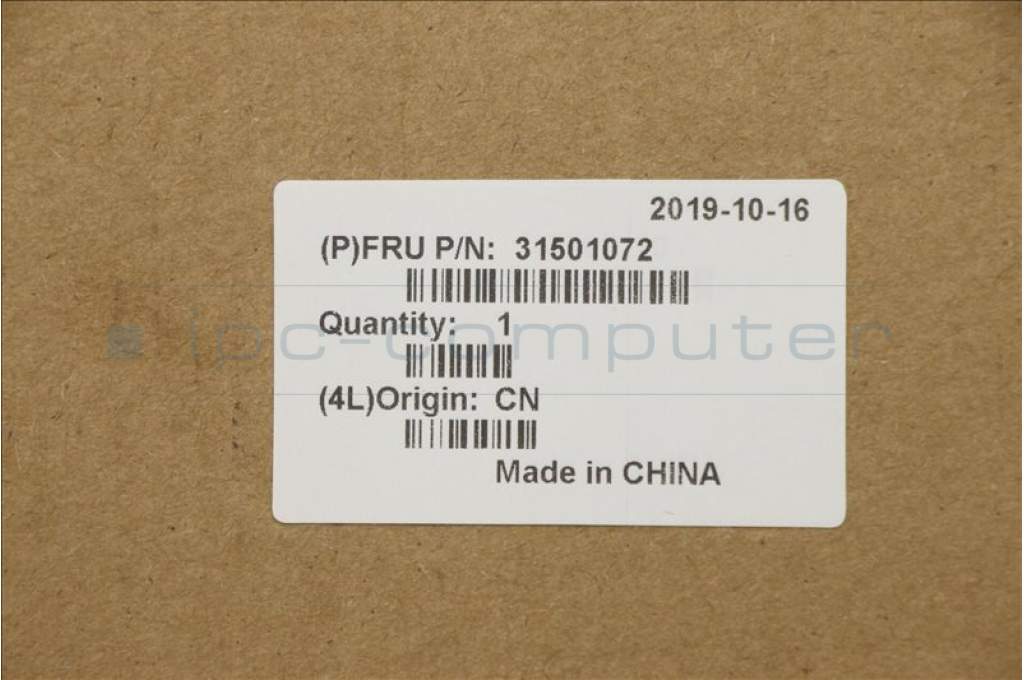 2019-10-16
(P)FRU P/N: 31501072
Quantity: 1
ipc-computer
(4L)Origin: CN
Made in CHINA